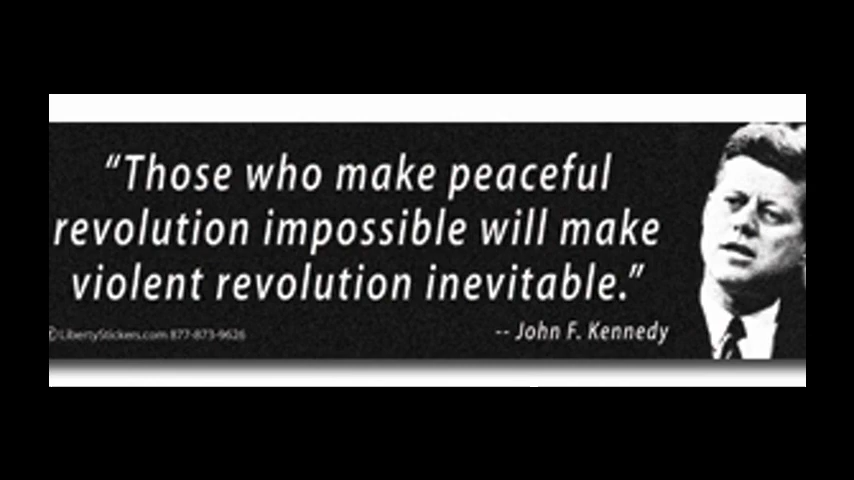 “Those who make peaceful
revolution impossible will make
violent revolution inevitable.”
-- John F. Kennedy
©LibertyStickers.com 877-873-9626